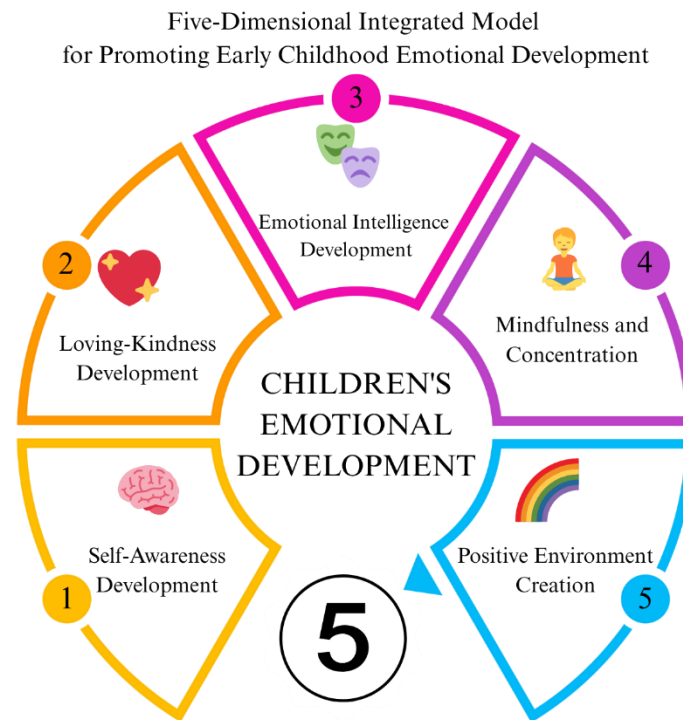 Five-Dimensional Integrated Model
for Promoting Early Childhood Emotional Development
1
Self-Awareness
Development
2
Loving-Kindness
Development
3
Emotional Intelligence
Development
4
Mindfulness and
Concentration
5
Positive Environment
Creation
CHILDREN'S
EMOTIONAL
DEVELOPMENT
5